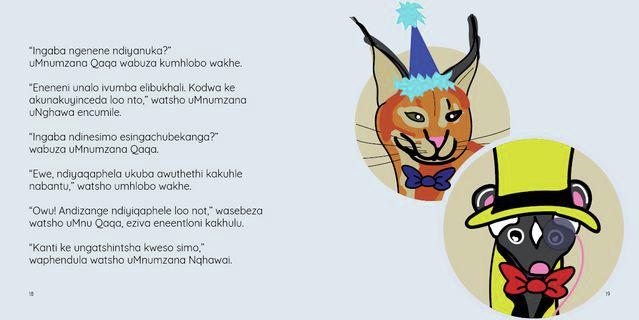 “Ingaba ngenene ndiyanuka?”
uMnumzana Qaqa wabuza kumhlobo wakhe.
“Eneneni unalo ivumba elibukhali. Kodwa ke
akunakuyinceda loo nto,” watsho uMnumzana
uNghawa encumile.
“Ingaba ndinesimo esingachubekanga?”
wabuza uMnumzana Qaqa.
“Ewe, ndiyaqaphela ukuba awuthethi kakuhle
nabantu,” watsho umhlobo wakhe.
“Owu! Andizange ndiyiqaphele loo not,” wasebeza
watsho uMnu Qaqa, eziva eneentloni kakhulu.
“Kanti ke ungatshintsha kweso simo,”
waphendula watsho uMnumzana Nqhawai.
18
19